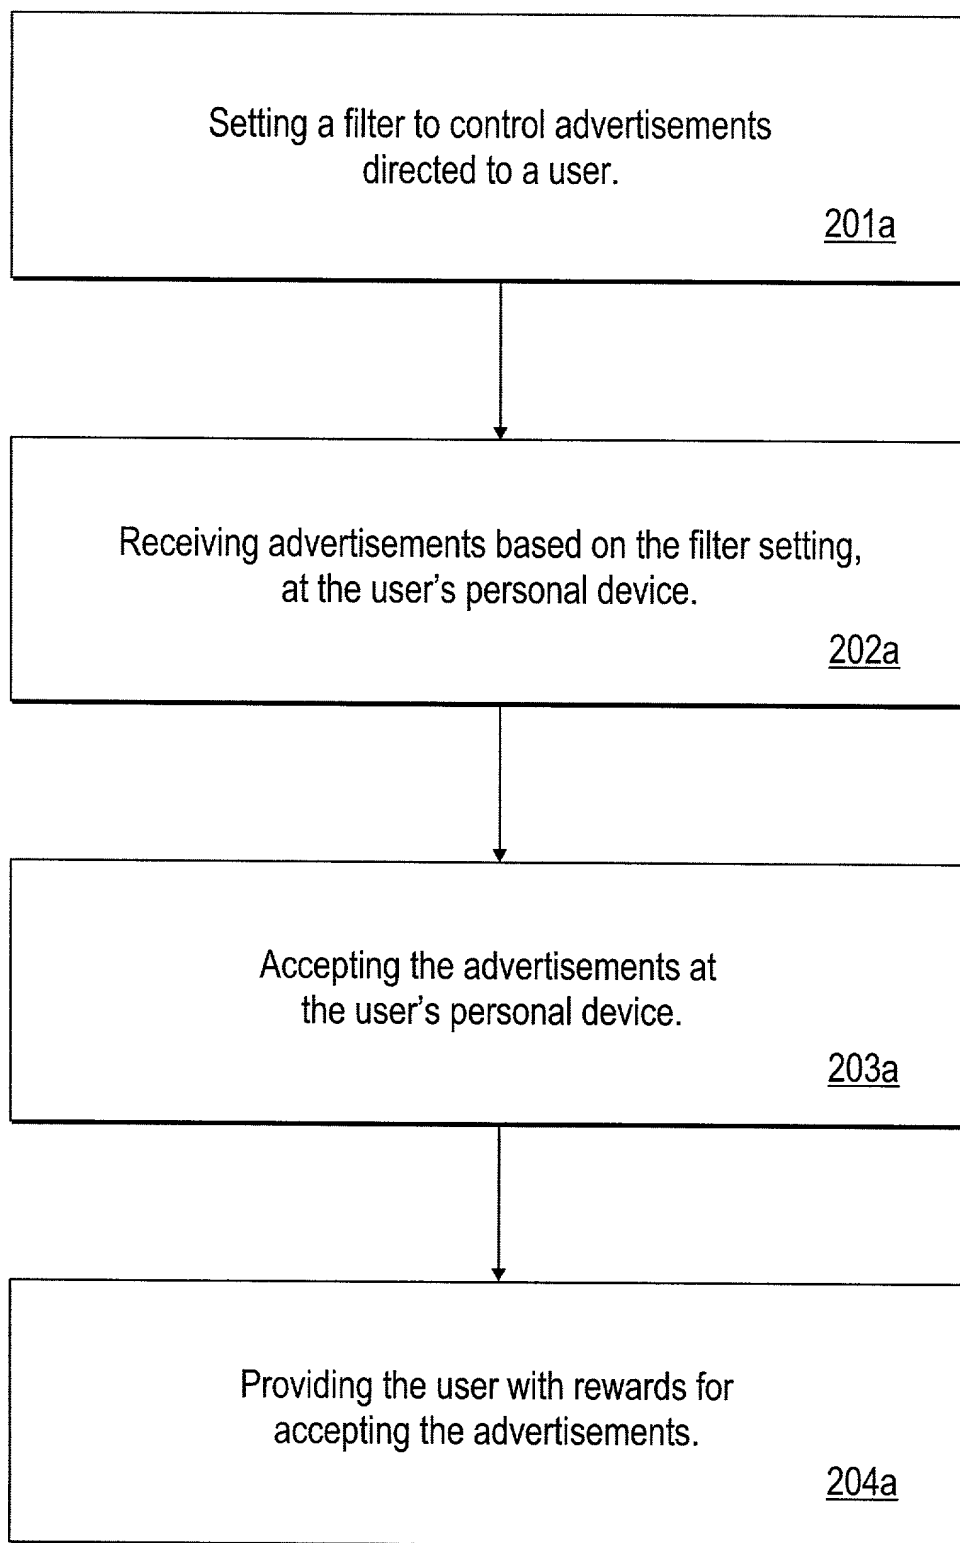 Setting a filter to control advertisements
directed to a user.
201a
Receiving advertisements based on the filter setting,
at the user's personal device.
202a
Accepting the advertisements at
the user's personal device.
203a
Providing the user with rewards for
accepting the advertisements.
204a